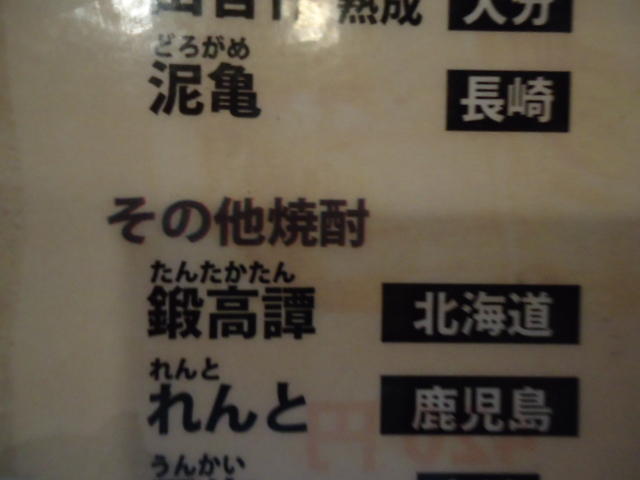 熟成 大分
どろがめ
泥亀 長崎
その他焼酎
たんたかたん
鍛高譚 北海道
れんと
れんと 鹿児島
うんかい